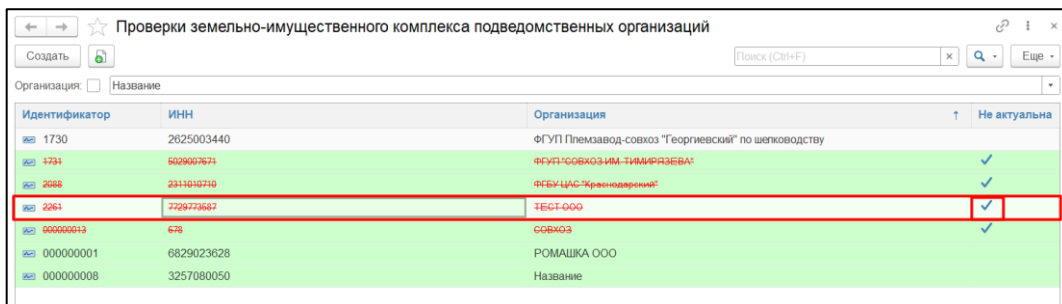 Проверки земельно-имущественного комплекса подведомственных организаций
Создать Поиск (Ctrl+F) × Еще
Организация: Название
Идентификатор ИНН Организация ↑ Не актуальна
1730 2625003440 ФГУП Племзавод-совхоз "Георгиевский" по шелководству
1731 5029007671 ФГУП "СОВХОЗ ИМ. ТИМИРЯЗЕВА"
2088 2311010710 ФГБУ ЦАС "Краснодарский"
2261 7729773587 ТЕСТ ООО
000000013 678 СОВХОЗ
000000001 6829023628 РОМАШКА ООО
000000008 3257080050 Название